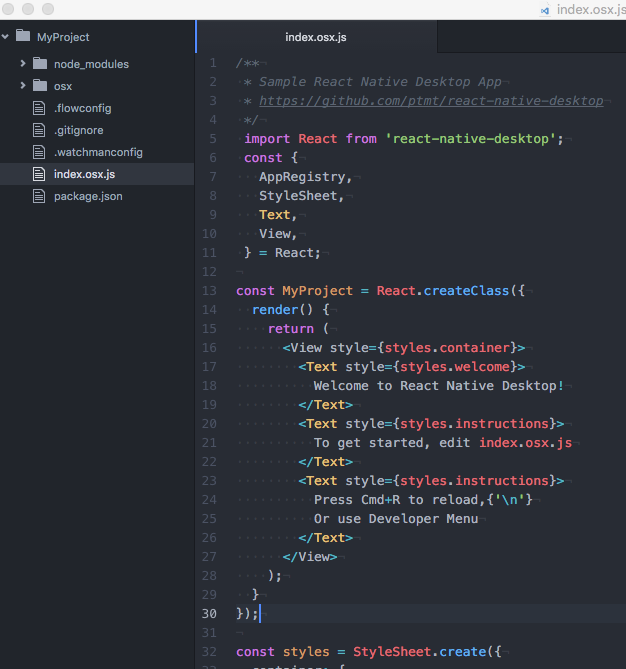 index.osx.js
MyProject
node_modules
osx
.flowconfig
.gitignore
.watchmanconfig
index.osx.js
package.json
index.osx.js
1 /**
2  * Sample React Native Desktop App
3  * https://github.com/ptmt/react-native-desktop
4  */
5  import React from 'react-native-desktop';
6  const {
7    AppRegistry,
8    StyleSheet,
9    Text,
10    View,
11  } = React;
12
13 const MyProject = React.createClass({
14   render() {
15     return (
16       <View style={styles.container}>
17         <Text style={styles.welcome}>
18           Welcome to React Native Desktop!
19         </Text>
20         <Text style={styles.instructions}>
21           To get started, edit index.osx.js
22         </Text>
23         <Text style={styles.instructions}>
24           Press Cmd+R to reload,{'\n'}
25           Or use Developer Menu
26         </Text>
27       </View>
28     );
29   }
30 });
31
32 const styles = StyleSheet.create({